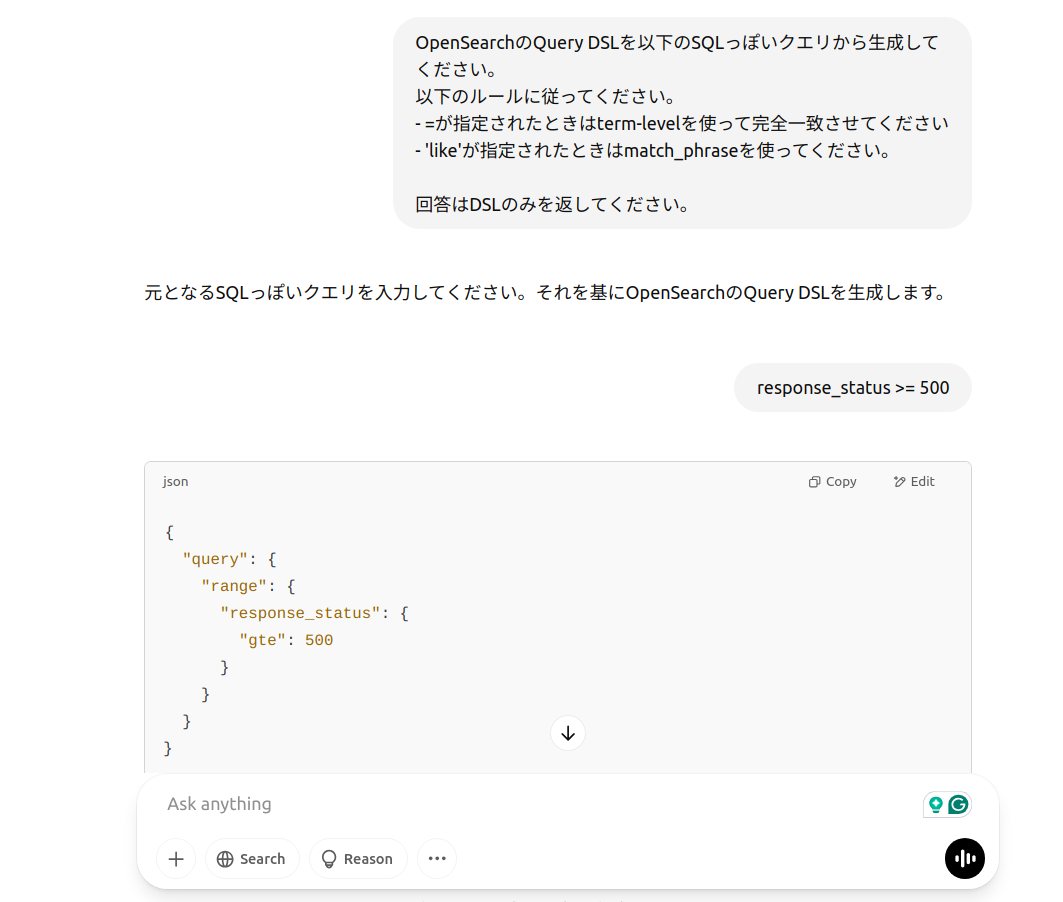 OpenSearchのQuery DSLを以下のSQLっぽいクエリから生成して
ください。
以下のルールに従ってください。
- =が指定されたときはterm-levelを使って完全一致させてください
- 'like'が指定されたときはmatch_phraseを使ってください。
回答はDSLのみを返してください。
元となるSQLっぽいクエリを入力してください。それを基にOpenSearchのQuery DSLを生成します。
response_status >= 500
json Copy Edit
{
  "query": {
    "range": {
      "response_status": {
        "gte": 500
      }
    }
  }
}
Ask anything
Search Reason